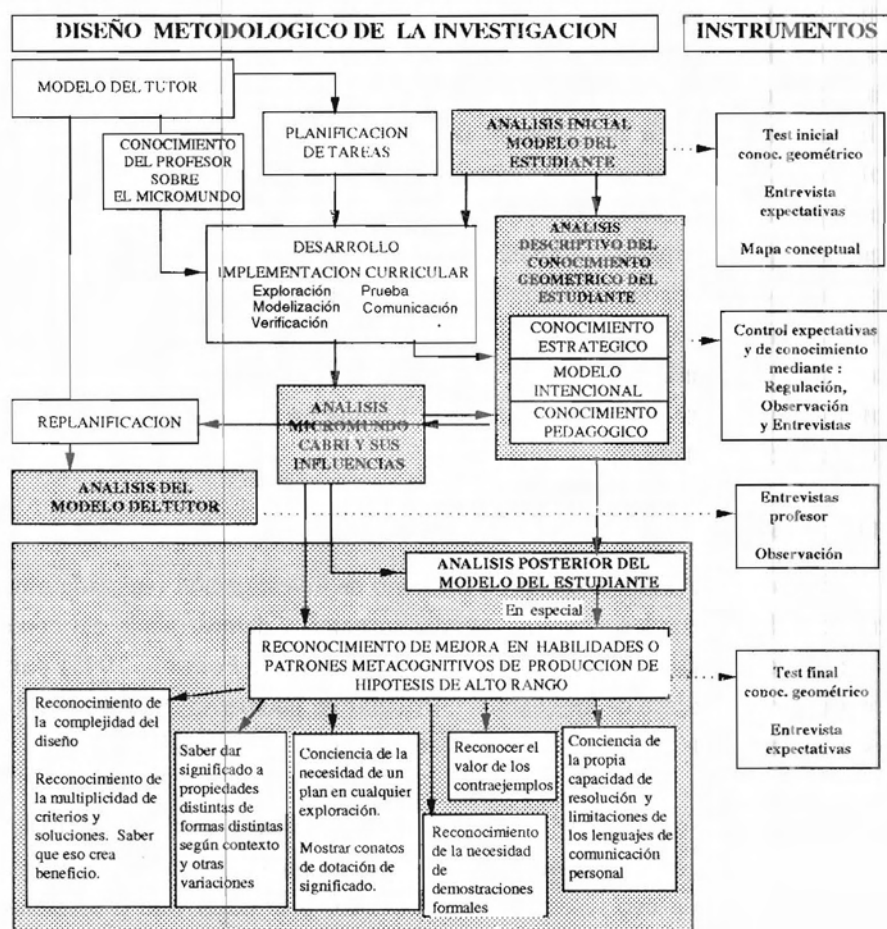 DISEÑO METODOLOGICO DE LA INVESTIGACION
INSTRUMENTOS
MODELO DEL TUTOR
CONOCIMIENTO
DEL PROFESOR
SOBRE
EL MICROMUNDO
PLANIFICACION
DE TAREAS
ANALISIS INICIAL
MODELO DEL
ESTUDIANTE
Test inicial
conoc. geométrico
Entrevista
expectativas
Mapa conceptual
DESARROLLO
IMPLEMENTACION CURRICULAR
Exploración Prueba
Modelización Comunicación
Verificación
ANALISIS
DESCRIPTIVO DEL
CONOCIMIENTO
GEOMETRICO DEL
ESTUDIANTE
CONOCIMIENTO
ESTRATEGICO
MODELO
INTENCIONAL
CONOCIMIENTO
PEDAGOGICO
Control expectativas
y de conocimiento
mediante :
Regulación,
Observación
y Entrevistas
REPLANIFICACION
ANALISIS
MICROMUNDO
CABRI Y SUS
INFLUENCIAS
ANALISIS DEL
MODELO DEL TUTOR
Entrevistas
profesor
Observación
ANALISIS POSTERIOR DEL
MODELO DEL ESTUDIANTE
En especial
RECONOCIMIENTO DE MEJORA EN HABILIDADES O
PATRONES METACOGNITIVOS DE PRODUCCION DE
HIPOTESIS DE ALTO RANGO
Test final
conoc. geométrico
Entrevista
expectativas
Reconocimiento de
la complejidad del
diseño
Reconocimiento de
la multiplicidad de
criterios y
soluciones. Saber
que eso crea
beneficio.
Saber dar
significado a
propiedades
distintas de
formas distintas
según contexto
y otras
variaciones
Conciencia de la
necesidad de un
plan en cualquier
exploración.
Mostrar conatos
de dotación de
significado.
Reconocer el
valor de los
contraejemplos
Reconocimiento
de la necesidad
de
demostraciones
formales
Conciencia de
la propia
capacidad de
resolución y
limitaciones de
los lenguajes de
comunicación
personal